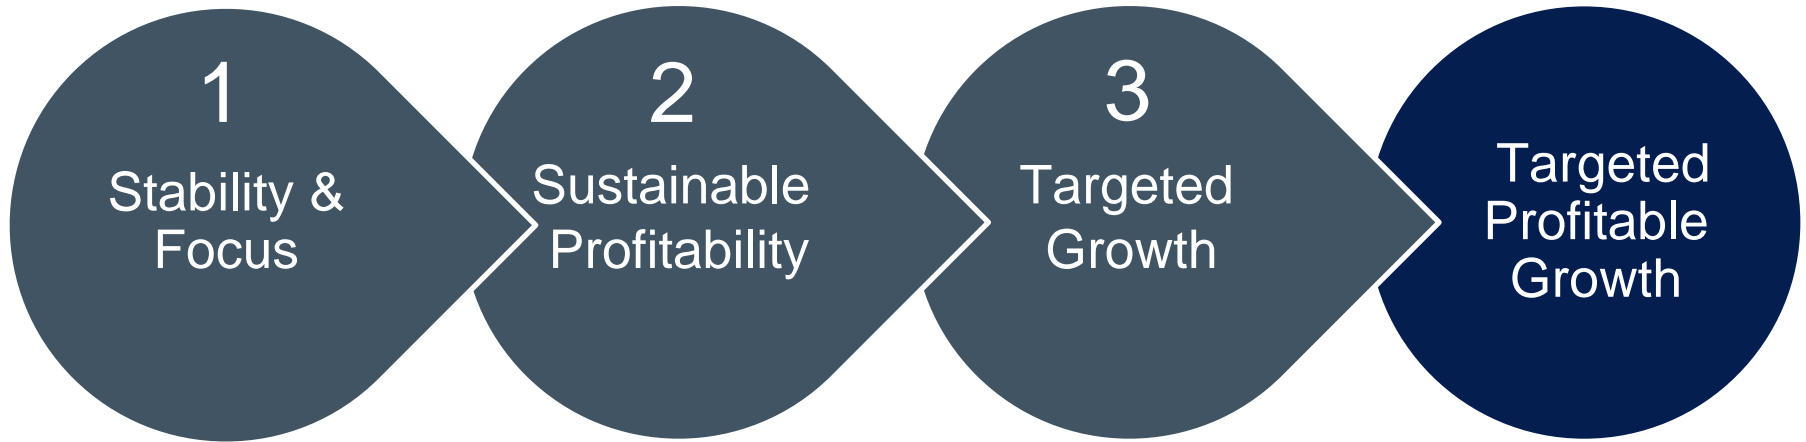 1
Stability &
Focus
2
Sustainable
Profitability
3
Targeted
Growth
Targeted
Profitable
Growth